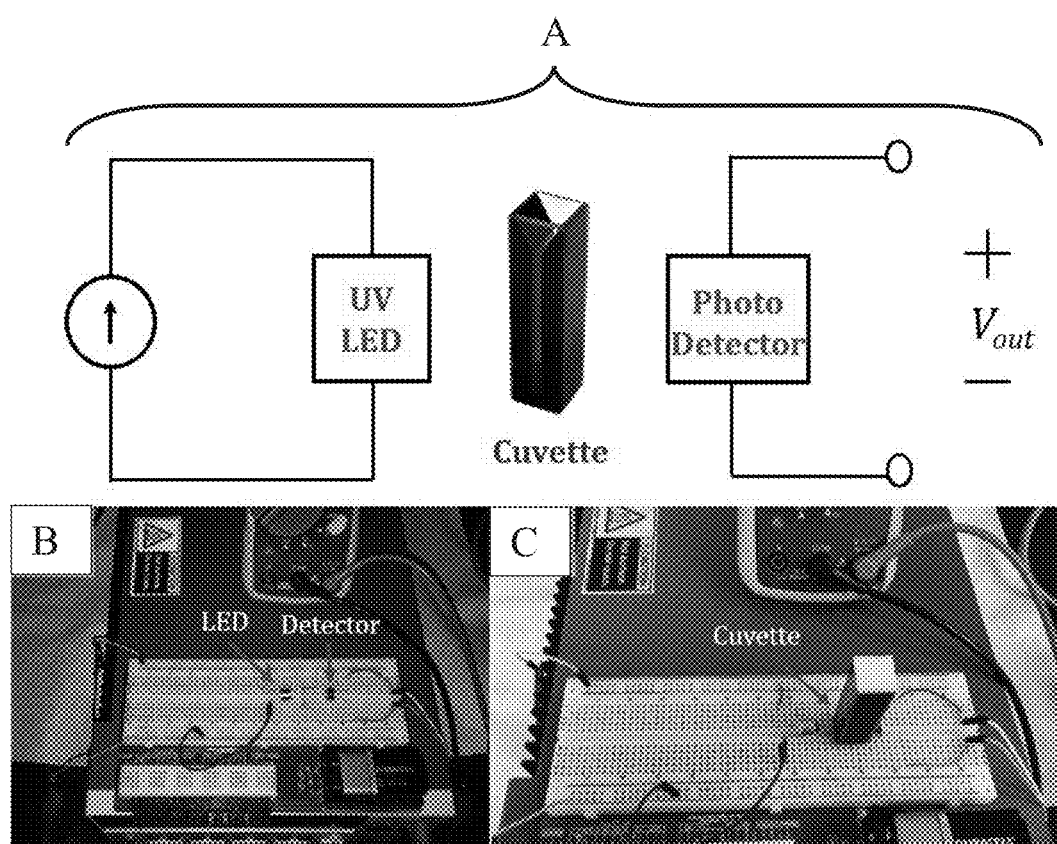 A
UV
LED
Cuvette
Photo
Detector
+
V_out
−
B
LED
Detector
C
Cuvette